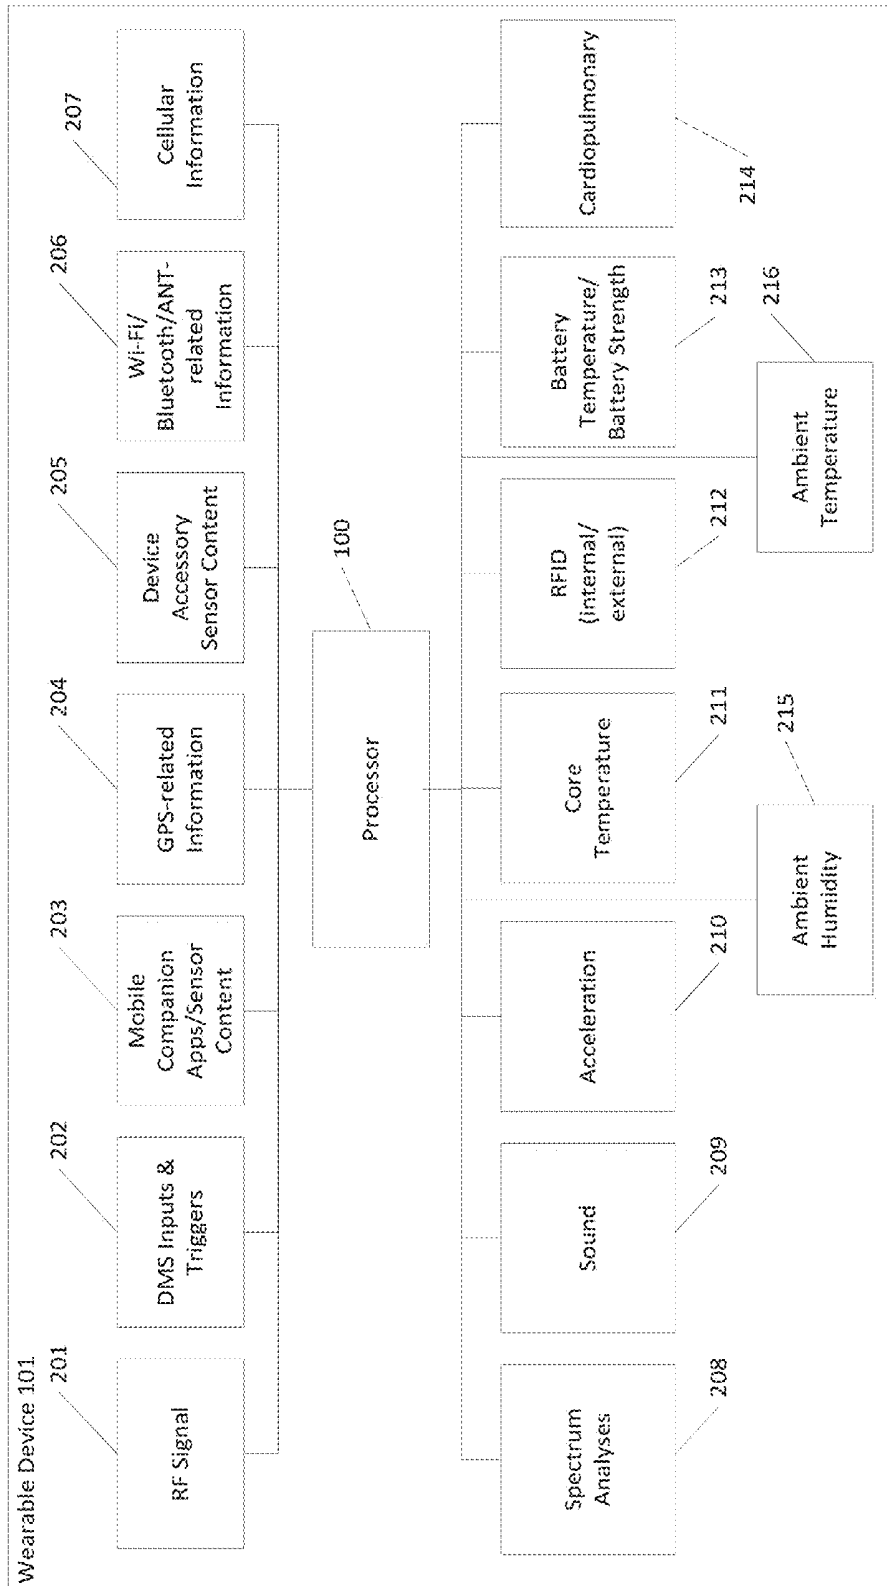 Wearable Device 101
201
202
203
204
205
206
207
RF Signal
DMS Inputs &
Triggers
Mobile
Companion
Apps/Sensor
Content
GPS-related
Information
Device
Accessory
Sensor Content
Wi-Fi/
Bluetooth/ANT-
related
Information
Cellular
Information
100
Processor
Spectrum
Analyses
Sound
Acceleration
Core
Temperature
RFID
(internal/
external)
Battery
Temperature/
Battery Strength
Cardiopulmonary
208
209
210
211
212
213
214
215
216
Ambient
Humidity
Ambient
Temperature